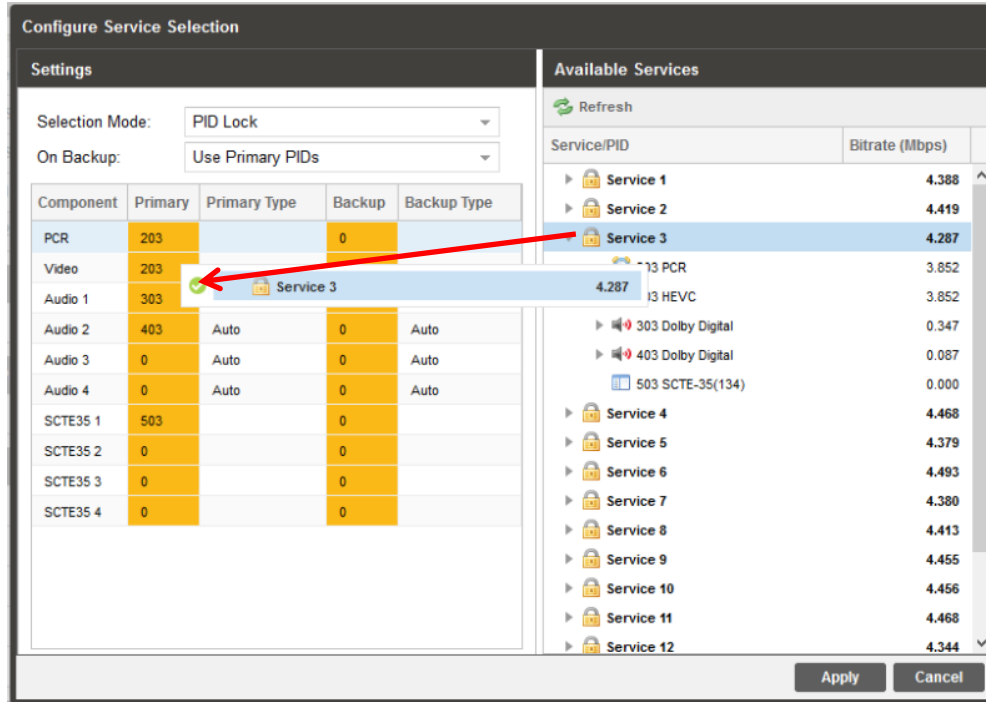 Configure Service Selection
Settings
Selection Mode: PID Lock
On Backup: Use Primary PIDs
Component Primary Primary Type Backup Backup Type
PCR 203 0
Video 203
Audio 1 303
Audio 2 403 Auto 0 Auto
Audio 3 0 Auto 0 Auto
Audio 4 0 Auto 0 Auto
SCTE35 1 503 0
SCTE35 2 0 0
SCTE35 3 0 0
SCTE35 4 0 0
Service 3 4.287
Available Services
Refresh
Service/PID Bitrate (Mbps)
Service 1 4.388
Service 2 4.419
Service 3 4.287
03 PCR 3.852
03 HEVC 3.852
303 Dolby Digital 0.347
403 Dolby Digital 0.087
503 SCTE-35(134) 0.000
Service 4 4.468
Service 5 4.379
Service 6 4.493
Service 7 4.380
Service 8 4.413
Service 9 4.455
Service 10 4.456
Service 11 4.468
Service 12 4.344
Apply Cancel